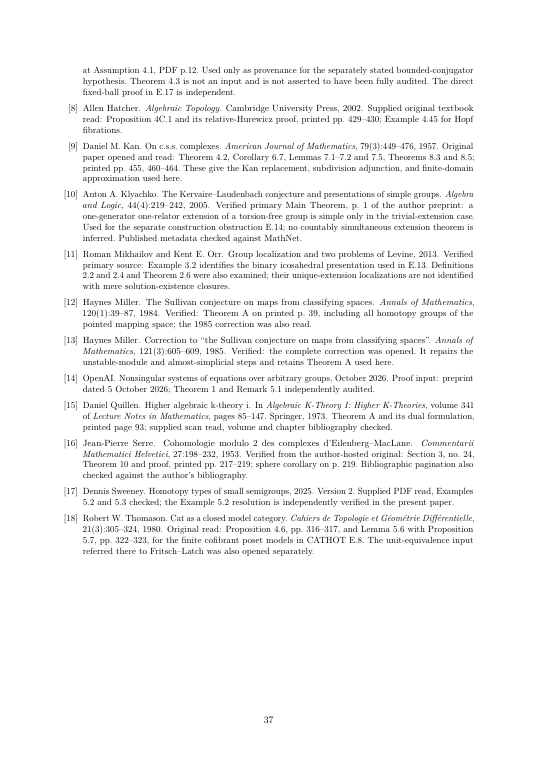 at Assumption 4.1, PDF p.12. Used only as provenance for the separately stated bounded-conjugator
hypothesis. Theorem 4.3 is not an input and is not asserted to have been fully audited. The direct
fixed-ball proof in E.17 is independent.
[8] Allen Hatcher. Algebraic Topology. Cambridge University Press, 2002. Supplied original textbook
read: Proposition 4C.1 and its relative-Hurewicz proof, printed pp. 429–430; Example 4.45 for Hopf
fibrations.
[9] Daniel M. Kan. On c.s.s. complexes. American Journal of Mathematics, 79(3):449–476, 1957. Original
paper opened and read: Theorem 4.2, Corollary 6.7, Lemmas 7.1–7.2 and 7.5, Theorems 8.3 and 8.5;
printed pp. 455, 460–464. These give the Kan replacement, subdivision adjunction, and finite-domain
approximation used here.
[10] Anton A. Klyachko. The Kervaire–Laudenbach conjecture and presentations of simple groups. Algebra
and Logic, 44(4):219–242, 2005. Verified primary Main Theorem, p. 1 of the author preprint: a
one-generator one-relator extension of a torsion-free group is simple only in the trivial-extension case.
Used for the separate construction obstruction E.14; no countably simultaneous extension theorem is
inferred. Published metadata checked against MathNet.
[11] Roman Mikhailov and Kent E. Orr. Group localization and two problems of Levine, 2013. Verified
primary source: Example 3.2 identifies the binary icosahedral presentation used in E.13. Definitions
2.2 and 2.4 and Theorem 2.6 were also examined; their unique-extension localizations are not identified
with mere solution-existence closures.
[12] Haynes Miller. The Sullivan conjecture on maps from classifying spaces. Annals of Mathematics,
120(1):39–87, 1984. Verified: Theorem A on printed p. 39, including all homotopy groups of the
pointed mapping space; the 1985 correction was also read.
[13] Haynes Miller. Correction to “the Sullivan conjecture on maps from classifying spaces”. Annals of
Mathematics, 121(3):605–609, 1985. Verified: the complete correction was opened. It repairs the
unstable-module and almost-simplicial steps and retains Theorem A used here.
[14] OpenAI. Nonsingular systems of equations over arbitrary groups, October 2026. Proof input: preprint
dated 5 October 2026; Theorem 1 and Remark 5.1 independently audited.
[15] Daniel Quillen. Higher algebraic k-theory i. In Algebraic K-Theory I: Higher K-Theories, volume 341
of Lecture Notes in Mathematics, pages 85–147. Springer, 1973. Theorem A and its dual formulation,
printed page 93; supplied scan read, volume and chapter bibliography checked.
[16] Jean-Pierre Serre. Cohomologie modulo 2 des complexes d’Eilenberg–MacLane. Commentarii
Mathematici Helvetici, 27:198–232, 1953. Verified from the author-hosted original: Section 3, no. 24,
Theorem 10 and proof, printed pp. 217–219; sphere corollary on p. 219. Bibliographic pagination also
checked against the author’s bibliography.
[17] Dennis Sweeney. Homotopy types of small semigroups, 2025. Version 2. Supplied PDF read, Examples
5.2 and 5.3 checked; the Example 5.2 resolution is independently verified in the present paper.
[18] Robert W. Thomason. Cat as a closed model category. Cahiers de Topologie et Géométrie Différentielle,
21(3):305–324, 1980. Original read: Proposition 4.6, pp. 316–317, and Lemma 5.6 with Proposition
5.7, pp. 322–323, for the finite cofibrant poset models in CATHOT E.8. The unit-equivalence input
referred there to Fritsch–Latch was also opened separately.
37